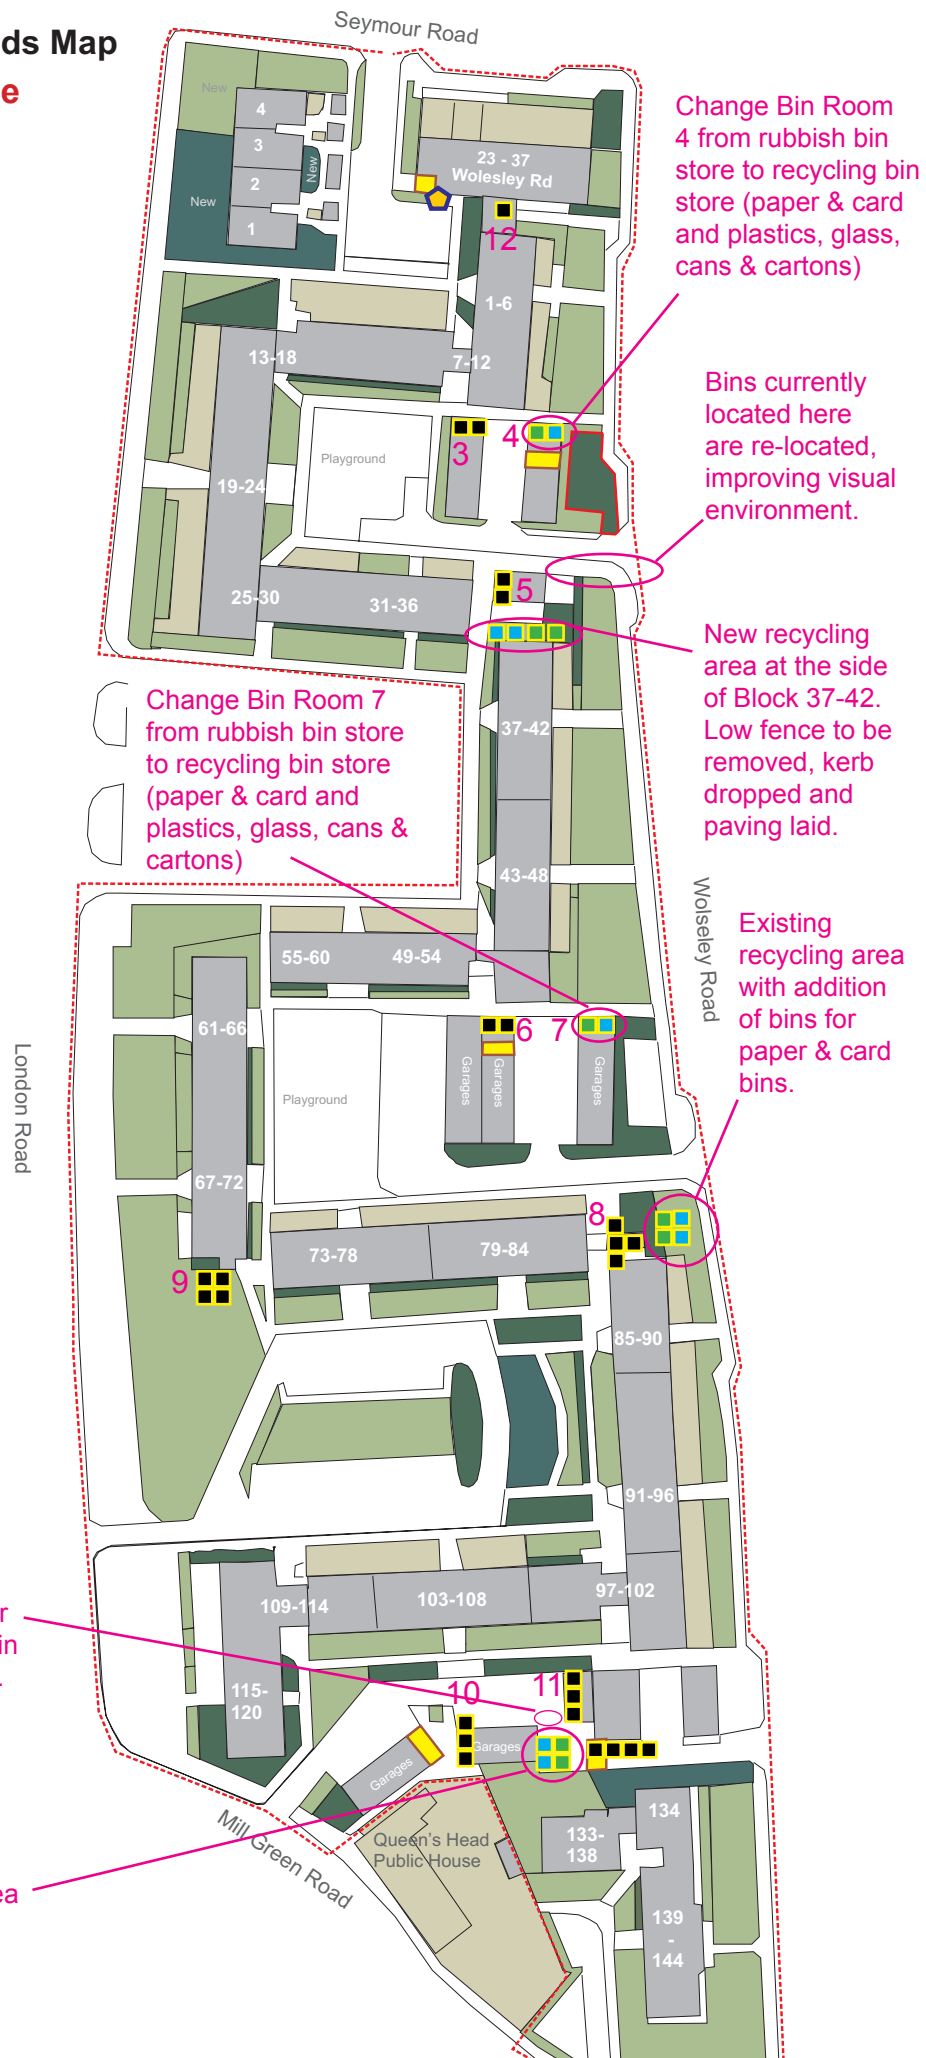 ds Map
e
Seymour Road
New
4
3
New
2
New
1
23 - 37
Wolesley Rd
12
1-6
Change Bin Room
4 from rubbish bin
store to recycling bin
store (paper & card
and plastics, glass,
cans & cartons)
13-18
7-12
Bins currently
located here
are re-located,
improving visual
environment.
3
4
Playground
19-24
5
25-30
31-36
New recycling
area at the side
of Block 37-42.
Low fence to be
removed, kerb
dropped and
paving laid.
Change Bin Room 7
from rubbish bin store
to recycling bin store
(paper & card and
plastics, glass, cans &
cartons)
37-42
43-48
Wolseley Road
Existing
recycling area
with addition
of bins for
paper & card
bins.
55-60
49-54
61-66
6
7
London Road
Garages
Garages
Garages
Playground
67-72
8
73-78
79-84
9
85-90
91-96
97-102
103-108
109-114
r
in
115-
120
10
11
Garages
Garages
134
Mill Green Road
Queen's Head
Public House
133-
138
ea
139
-
144